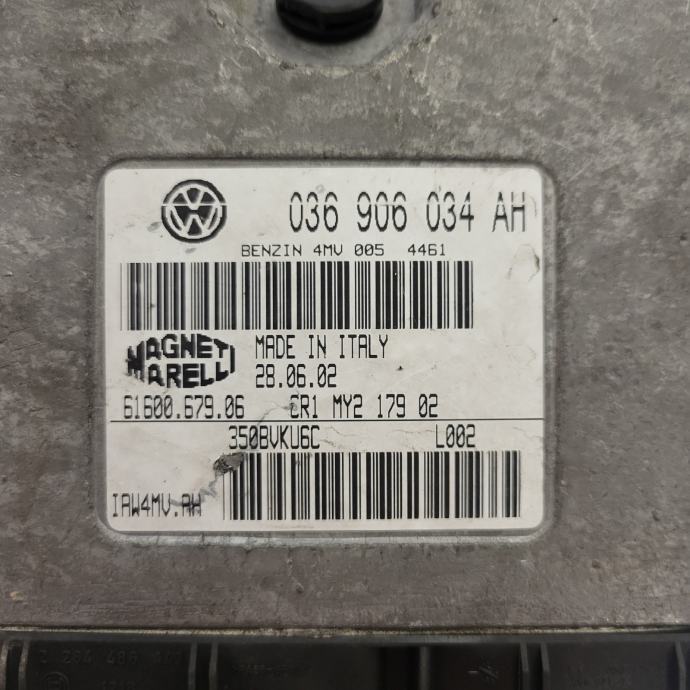 036 906 034 AH
BENZIN 4MV 005 4461
MAGNETI MARELLI
MADE IN ITALY
28.06.02
61600.679.06 CR1 MY2 179 02
350BVKU6C L002
IAW4MV.AH